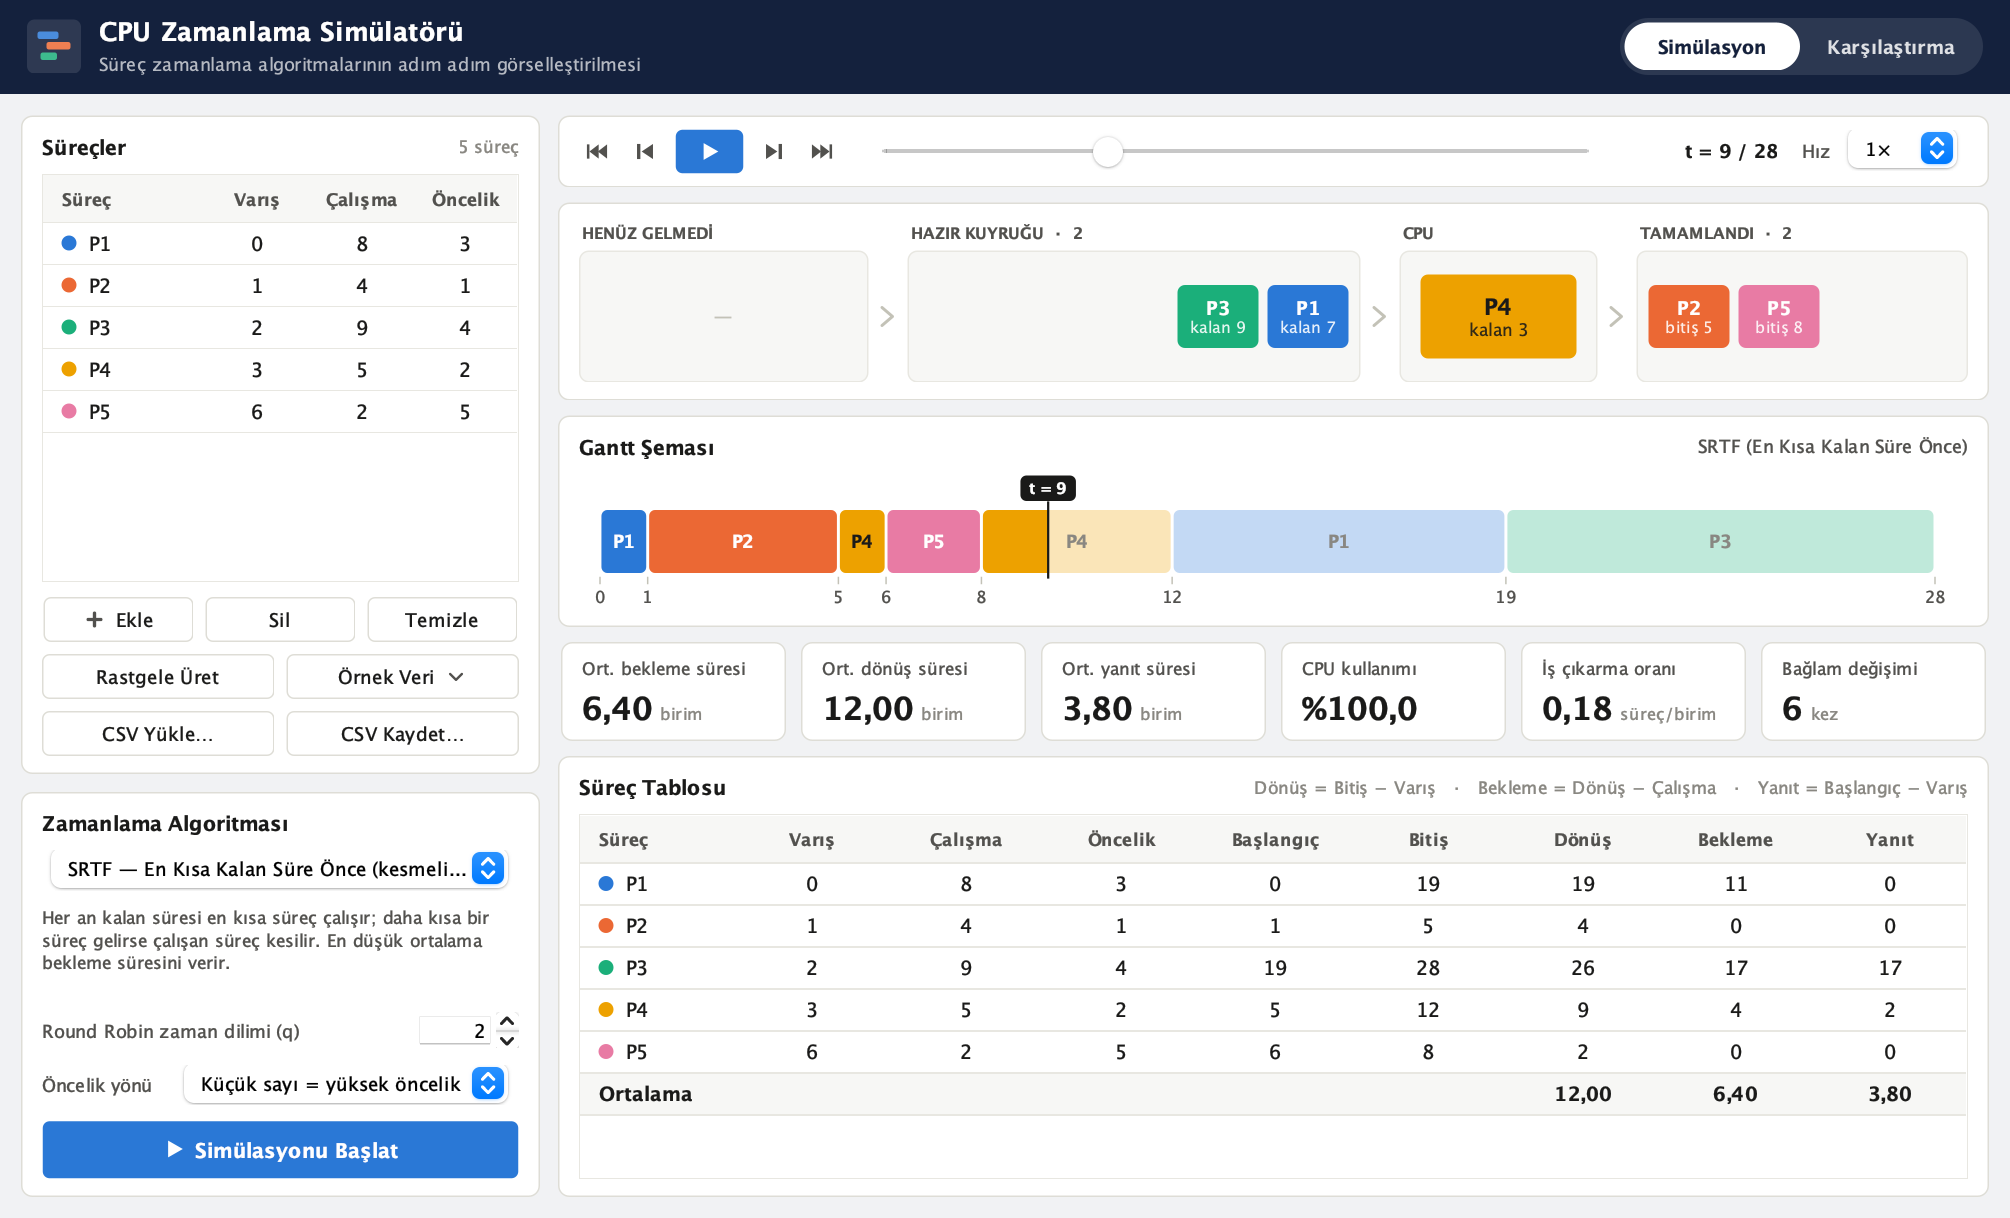 CPU Zamanlama Simülatörü
Süreç zamanlama algoritmalarının adım adım görselleştirilmesi
Simülasyon Karşılaştırma
Süreçler 5 süreç
Süreç Varış Çalışma Öncelik
P1 0 8 3
P2 1 4 1
P3 2 9 4
P4 3 5 2
P5 6 2 5
+ Ekle Sil Temizle
Rastgele Üret Örnek Veri
CSV Yükle... CSV Kaydet...
Zamanlama Algoritması
SRTF — En Kısa Kalan Süre Önce (kesmeli...
Her an kalan süresi en kısa süreç çalışır; daha kısa bir
süreç gelirse çalışan süreç kesilir. En düşük ortalama
bekleme süresini verir.
Round Robin zaman dilimi (q) 2
Öncelik yönü Küçük sayı = yüksek öncelik
Simülasyonu Başlat
t = 9 / 28 Hız 1×
HENÜZ GELMEDİ HAZIR KUYRUĞU · 2 CPU TAMAMLANDI · 2
—
P3 P1 P4 P2 P5
kalan 9 kalan 7 kalan 3 bitiş 5 bitiş 8
Gantt Şeması SRTF (En Kısa Kalan Süre Önce)
t = 9
P1 P2 P4 P5 P4 P1 P3
0 1 5 6 8 12 19 28
Ort. bekleme süresi Ort. dönüş süresi Ort. yanıt süresi CPU kullanımı İş çıkarma oranı Bağlam değişimi
6,40 birim 12,00 birim 3,80 birim %100,0 0,18 süreç/birim 6 kez
Süreç Tablosu Dönüş = Bitiş − Varış · Bekleme = Dönüş − Çalışma · Yanıt = Başlangıç − Varış
Süreç Varış Çalışma Öncelik Başlangıç Bitiş Dönüş Bekleme Yanıt
P1 0 8 3 0 19 19 11 0
P2 1 4 1 1 5 4 0 0
P3 2 9 4 19 28 26 17 17
P4 3 5 2 5 12 9 4 2
P5 6 2 5 6 8 2 0 0
Ortalama 12,00 6,40 3,80